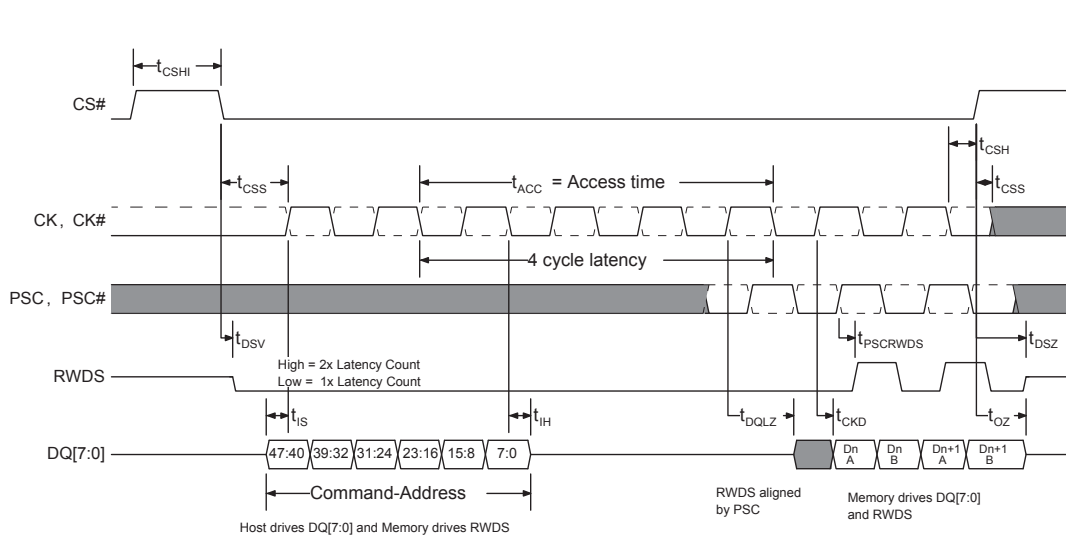 tCSHI
CS#
tCSH
tCSS
tACC = Access time
tCSS
CK, CK#
4 cycle latency
PSC, PSC#
tDSV
tPSCRWDS
tDSZ
High = 2x Latency Count
Low = 1x Latency Count
RWDS
tIS
tIH
tDQLZ
tCKD
tOZ
DQ[7:0]
47:40 39:32 31:24 23:16 15:8 7:0
Dn A
Dn B
Dn+1 A
Dn+1 B
Command-Address
RWDS aligned
by PSC
Memory drives DQ[7:0]
and RWDS
Host drives DQ[7:0] and Memory drives RWDS